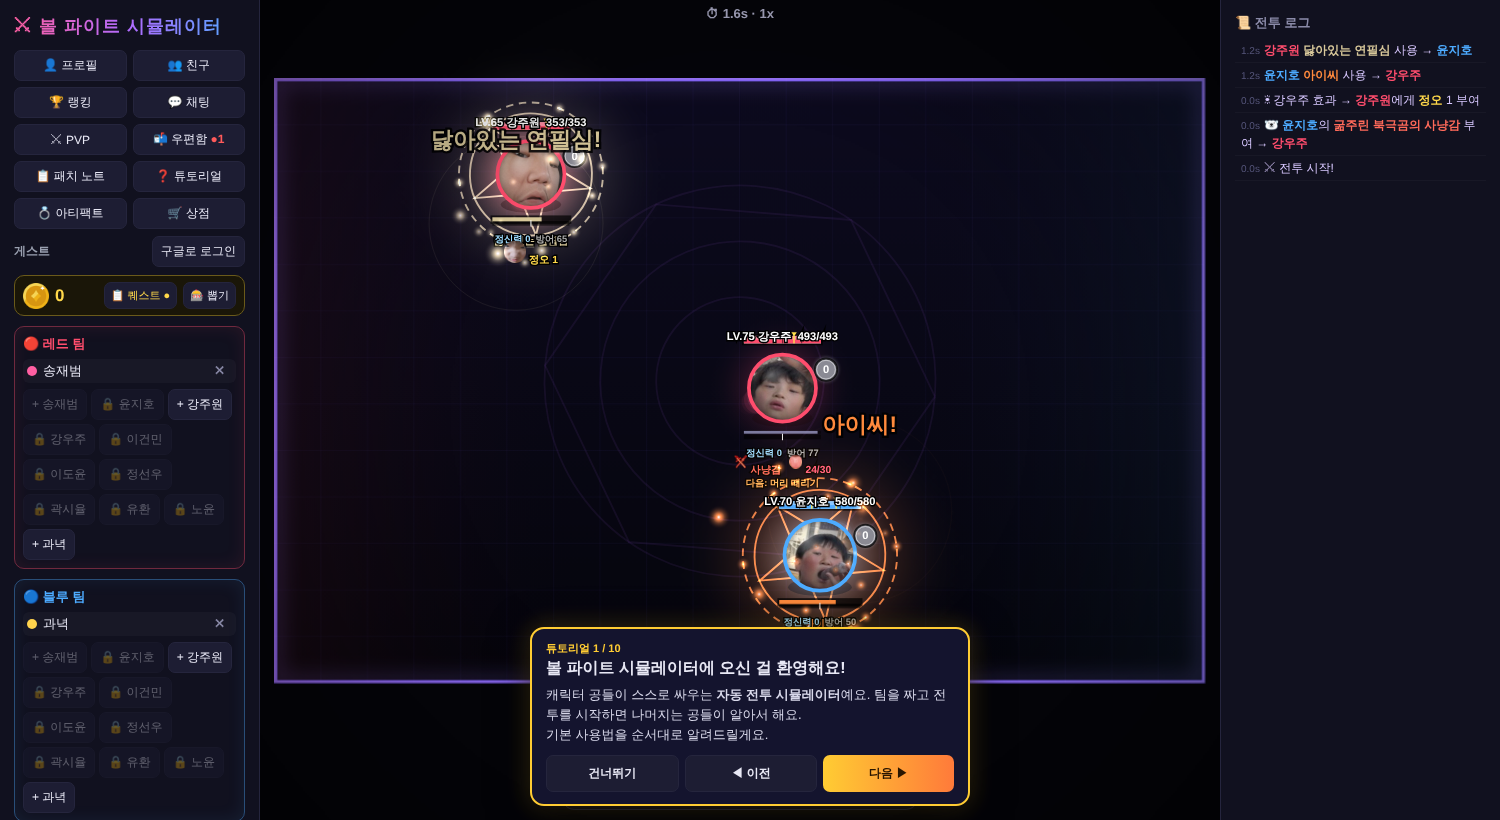 ⚔ 볼 파이트 시뮬레이터
👤 프로필
👥 친구
🏆 랭킹
💬 채팅
⚔ PVP
📬 우편함 ●1
📋 패치 노트
❓ 튜토리얼
💍 아티팩트
🛒 상점
게스트
구글로 로그인
0
📋 퀘스트 ●
🎰 뽑기
🔴 레드 팀
송재범 ✕
+ 송재범
🔒 윤지호
+ 강주원
🔒 강우주
🔒 이건민
🔒 이도윤
🔒 정선우
🔒 곽시율
🔒 유환
🔒 노윤
+ 과녁
🔵 블루 팀
과녁 ✕
+ 송재범
🔒 윤지호
+ 강주원
🔒 강우주
🔒 이건민
🔒 이도윤
🔒 정선우
🔒 곽시율
🔒 유환
🔒 노윤
+ 과녁
⏱ 1.6s · 1x
LV.65 강주원 353/353
닳아있는 연필심!
0
정신력 0 방어 65
정오 1
LV.75 강우주 493/493
0
아이씨!
정신력 0 방어 77
사냥감 24/30
다음: 머리 때리기
LV.70 윤지호 580/580
0
정신력 0 방어 50
튜토리얼 1 / 10
볼 파이트 시뮬레이터에 오신 걸 환영해요!
캐릭터 공들이 스스로 싸우는 자동 전투 시뮬레이터예요. 팀을 짜고 전
투를 시작하면 나머지는 공들이 알아서 해요.
기본 사용법을 순서대로 알려드릴게요.
건너뛰기
◀ 이전
다음 ▶
📜 전투 로그
1.2s 강주원 닳아있는 연필심 사용 → 윤지호
1.2s 윤지호 아이씨 사용 → 강우주
0.0s 강우주 효과 → 강주원에게 정오 1 부여
0.0s 🐻‍❄️ 윤지호의 굶주린 북극곰의 사냥감 부
여 → 강우주
0.0s ⚔ 전투 시작!